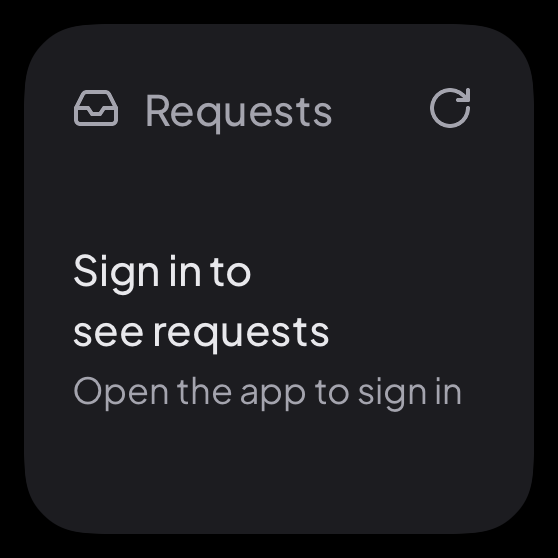 Requests
Sign in to
see requests
Open the app to sign in